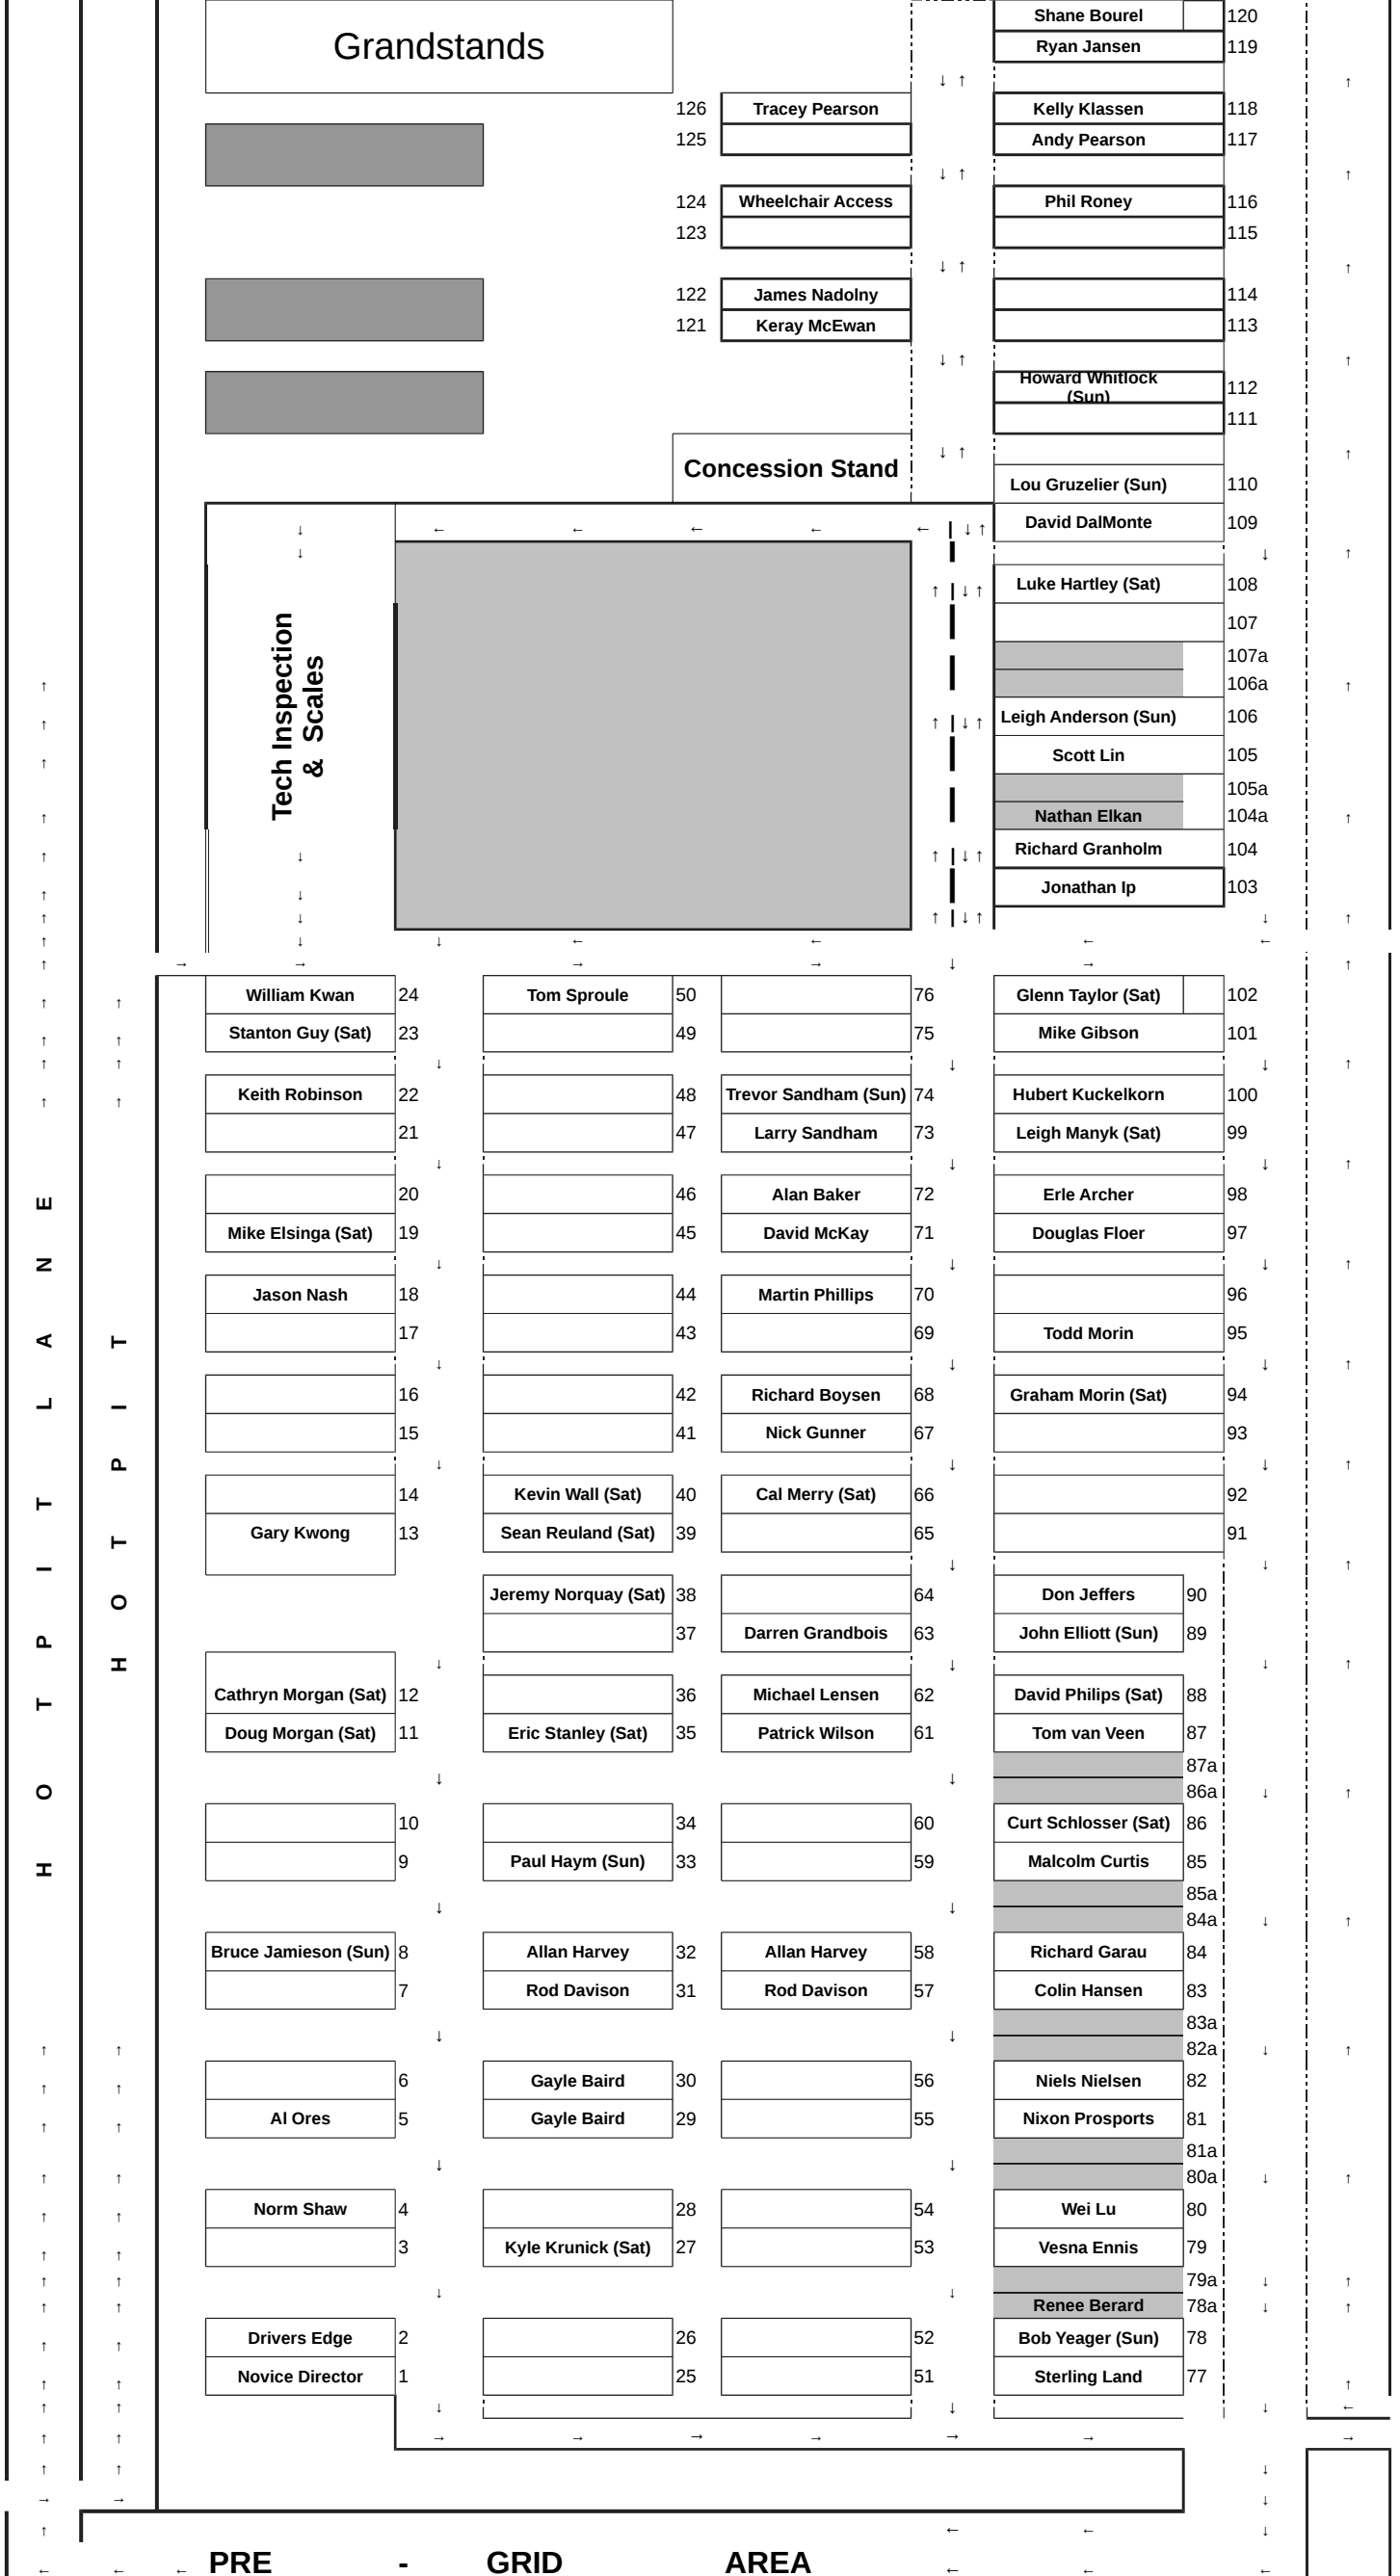 Shane Bourel 120
Grandstands
Ryan Jansen 119
↓ ↑
126 Tracey Pearson Kelly Klassen 118
125 Andy Pearson 117
↓ ↑
124 Wheelchair Access Phil Roney 116
123 115
↓ ↑
122 James Nadolny 114
121 Keray McEwan 113
↓ ↑
Howard Whitlock (Sun) 112
111
Concession Stand ↓ ↑
Lou Gruzelier (Sun) 110
David DalMonte 109
Luke Hartley (Sat) 108
107
107a
106a
Tech Inspection
& Scales
Leigh Anderson (Sun) 106
Scott Lin 105
105a
Nathan Elkan 104a
Richard Granholm 104
Jonathan Ip 103
William Kwan 24 Tom Sproule 50 76 Glenn Taylor (Sat) 102
Stanton Guy (Sat) 23 49 75 Mike Gibson 101
Keith Robinson 22 48 Trevor Sandham (Sun) 74 Hubert Kuckelkorn 100
21 47 Larry Sandham 73 Leigh Manyk (Sat) 99
20 46 Alan Baker 72 Erle Archer 98
Mike Elsinga (Sat) 19 45 David McKay 71 Douglas Floer 97
Jason Nash 18 44 Martin Phillips 70 96
17 43 69 Todd Morin 95
16 42 Richard Boysen 68 Graham Morin (Sat) 94
15 41 Nick Gunner 67 93
14 Kevin Wall (Sat) 40 Cal Merry (Sat) 66 92
Gary Kwong 13 Sean Reuland (Sat) 39 65 91
Jeremy Norquay (Sat) 38 64 Don Jeffers 90
37 Darren Grandbois 63 John Elliott (Sun) 89
Cathryn Morgan (Sat) 12 36 Michael Lensen 62 David Philips (Sat) 88
Doug Morgan (Sat) 11 Eric Stanley (Sat) 35 Patrick Wilson 61 Tom van Veen 87
87a
86a
10 34 60 Curt Schlosser (Sat) 86
9 Paul Haym (Sun) 33 59 Malcolm Curtis 85
85a
84a
Bruce Jamieson (Sun) 8 Allan Harvey 32 Allan Harvey 58 Richard Garau 84
7 Rod Davison 31 Rod Davison 57 Colin Hansen 83
83a
82a
6 Gayle Baird 30 56 Niels Nielsen 82
Al Ores 5 Gayle Baird 29 55 Nixon Prosports 81
81a
80a
Norm Shaw 4 28 54 Wei Lu 80
3 Kyle Krunick (Sat) 27 53 Vesna Ennis 79
79a
Renee Berard 78a
Drivers Edge 2 26 52 Bob Yeager (Sun) 78
Novice Director 1 25 51 Sterling Land 77
HOT PIT LANE
HOT PIT
PRE - GRID AREA